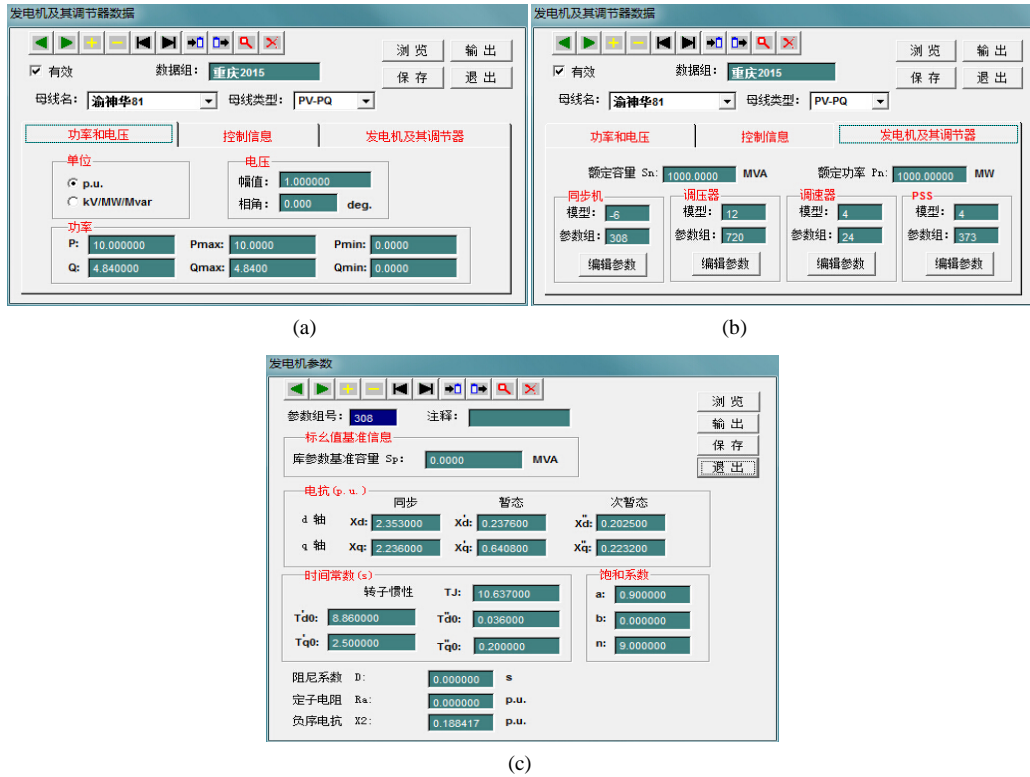 发电机及其调节器数据
浏 览 输 出
有效 数据组: 重庆2015 保 存 退 出
母线名: 渝神华81 母线类型: PV-PQ
功率和电压 控制信息 发电机及其调节器
单位 电压
p.u. 幅值: 1.000000
kV/MW/Mvar 相角: 0.000 deg.
功率
P: 10.000000 Pmax: 10.0000 Pmin: 0.0000
Q: 4.840000 Qmax: 4.8400 Qmin: 0.0000
(a)
发电机及其调节器数据
浏 览 输 出
有效 数据组: 重庆2015 保 存 退 出
母线名: 渝神华81 母线类型: PV-PQ
功率和电压 控制信息 发电机及其调节器
额定容量 Sn: 1000.0000 MVA 额定功率 Pn: 1000.00000 MW
同步机 调压器 调速器 PSS
模型: -6 模型: 12 模型: 4 模型: 4
参数组: 308 参数组: 720 参数组: 24 参数组: 373
编辑参数 编辑参数 编辑参数 编辑参数
(b)
发电机参数
浏 览
参数组号: 308 注释:
输 出
标幺值基准信息
保 存
库参数基准容量 Sp: 0.0000 MVA
退 出
电抗(p.u.)
同步 暂态 次暂态
d 轴 Xd: 2.353000 X'd: 0.237600 X"d: 0.202500
q 轴 Xq: 2.236000 X'q: 0.640800 X"q: 0.223200
时间常数(s) 饱和系数
转子惯性 TJ: 10.637000 a: 0.900000
T'd0: 8.860000 T"d0: 0.036000 b: 0.000000
T'q0: 2.500000 T"q0: 0.200000 n: 9.000000
阻尼系数 D: 0.000000 s
定子电阻 Ra: 0.000000 p.u.
负序电抗 X2: 0.188417 p.u.
(c)